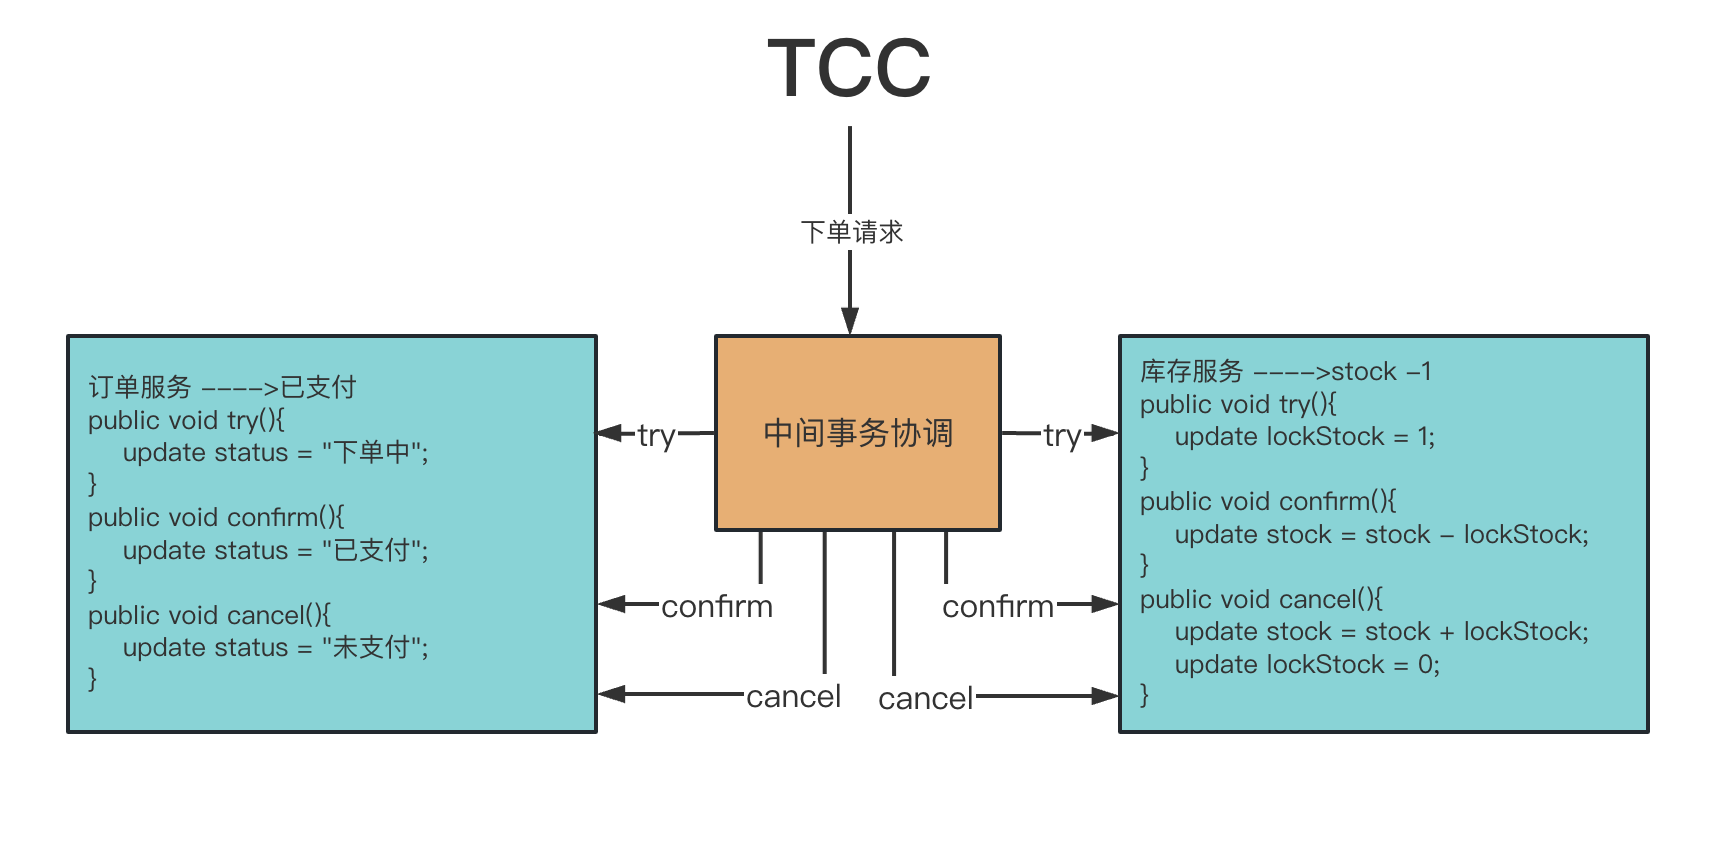 TCC
下单请求
订单服务 ---->已支付
public void try(){
update status = "下单中";
}
public void confirm(){
update status = "已支付";
}
public void cancel(){
update status = "未支付";
}
try
中间事务协调
try
confirm
confirm
cancel
cancel
库存服务 ---->stock -1
public void try(){
update lockStock = 1;
}
public void confirm(){
update stock = stock - lockStock;
}
public void cancel(){
update stock = stock + lockStock;
update lockStock = 0;
}